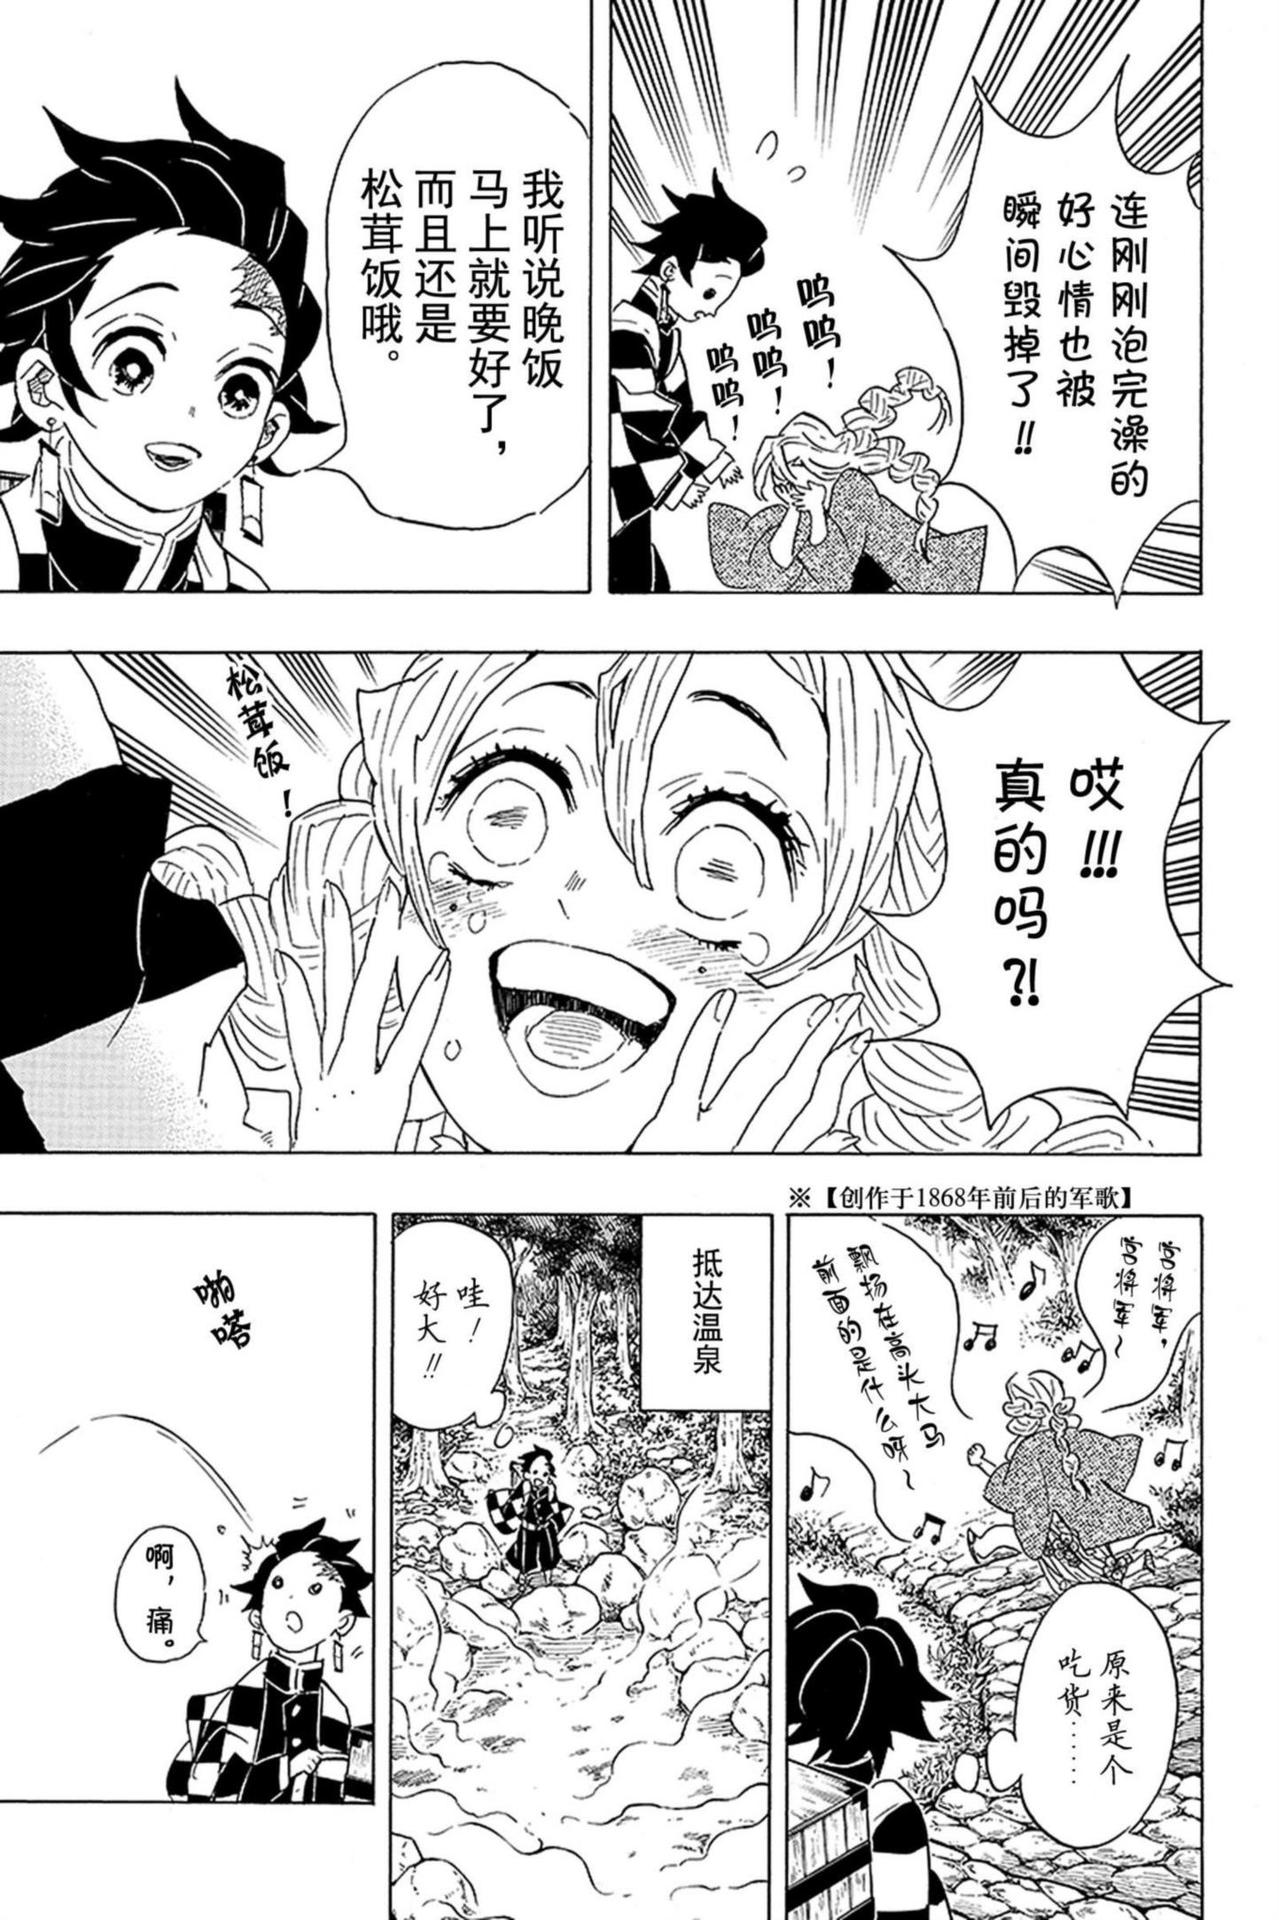 连刚刚泡完澡的
好心情也被
瞬间毁掉了!!
呜呜呜!
呜呜呜!
呜呜!
我听说晚饭
马上就要好了，
而且还是
松茸饭哦。
哎!!!
真的吗?!
松茸饭！
※【创作于1868年前后的军歌】
宫将军，
宫将军～
飘扬在高头大马
前面的是什么呀～
原来是个
吃货……
抵达温泉
哇！
好大!!
啪嗒
啊，痛。